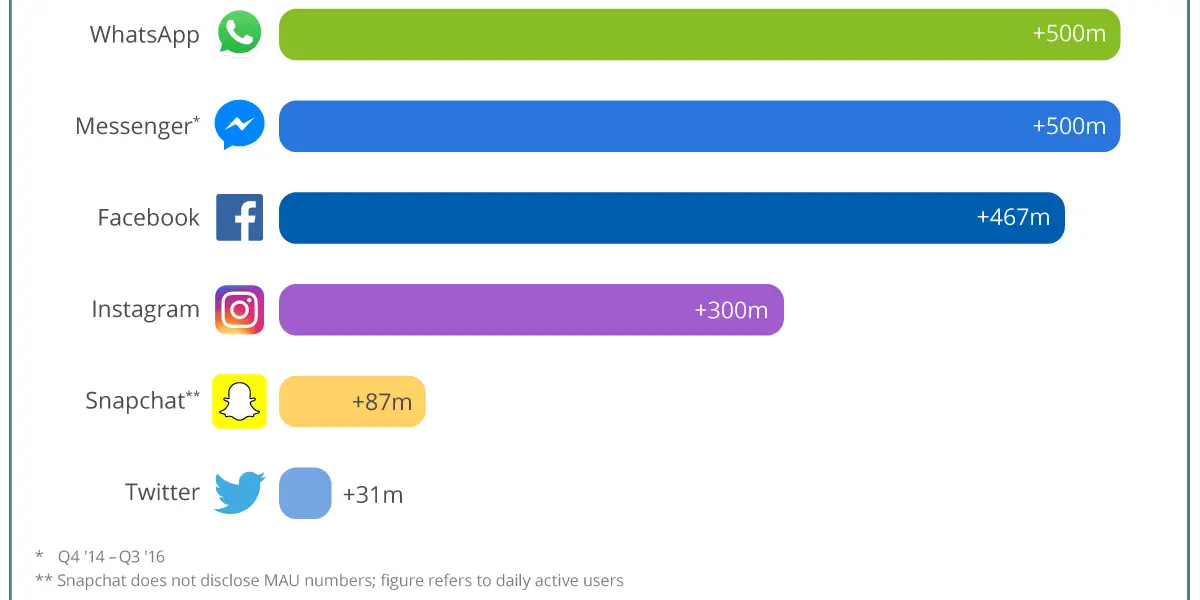 WhatsApp +500m
Messenger* +500m
Facebook +467m
Instagram +300m
Snapchat** +87m
Twitter +31m
* Q4 '14 – Q3 '16
** Snapchat does not disclose MAU numbers; figure refers to daily active users